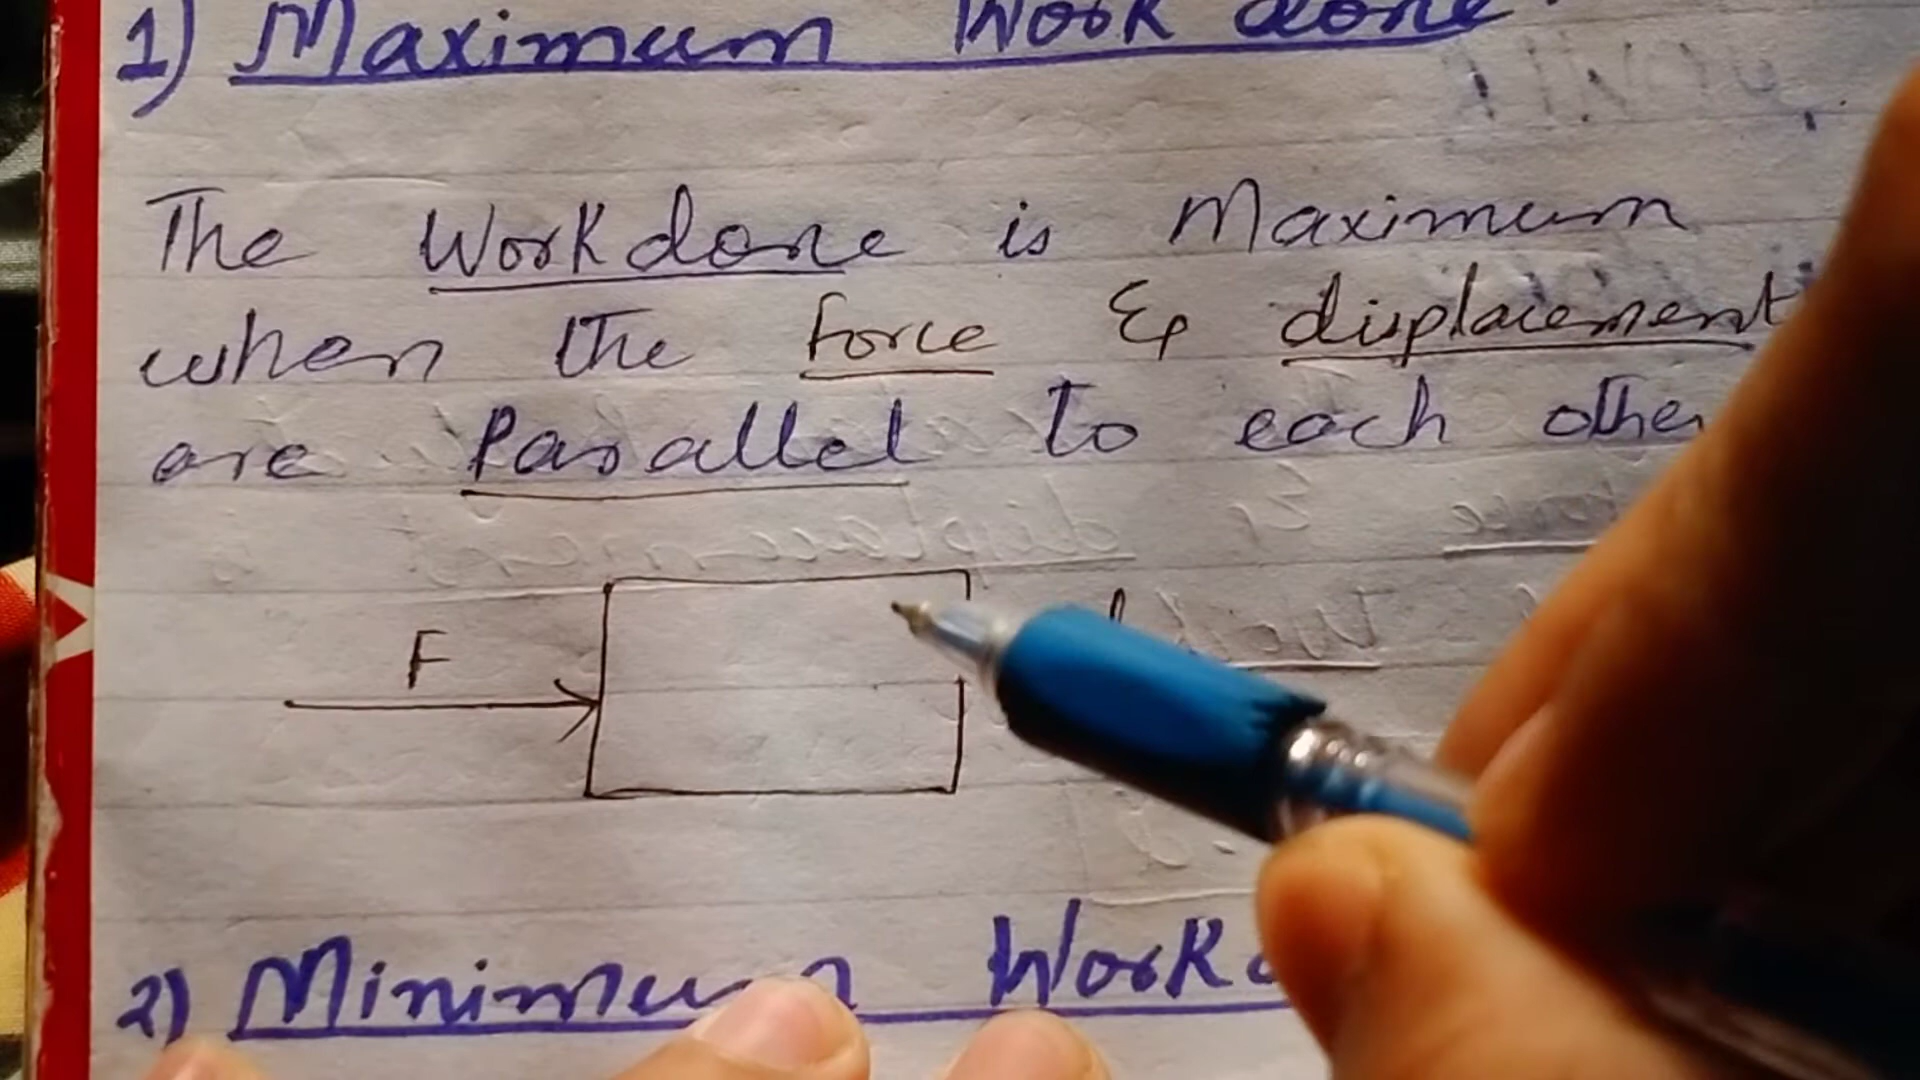 1) Maximum Work done
The Workdone is Maximum
when the force & displacement
are Parallel to each other
F
2) Minimum Work